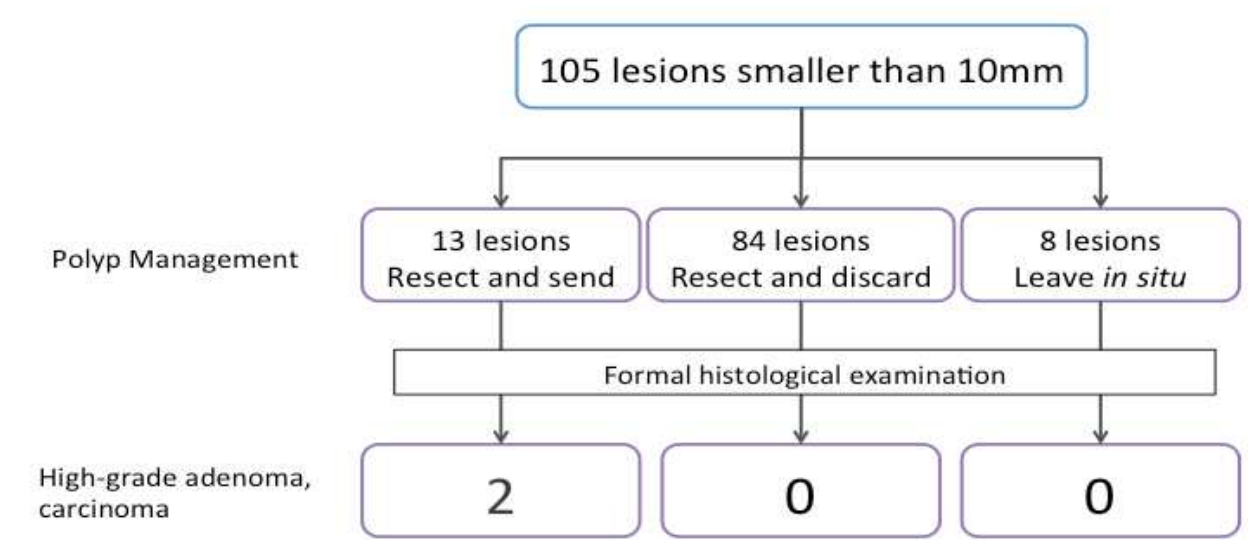 105 lesions smaller than 10mm
Polyp Management
13 lesions
Resect and send
84 lesions
Resect and discard
8 lesions
Leave in situ
Formal histological examination
High-grade adenoma,
carcinoma
2
0
0